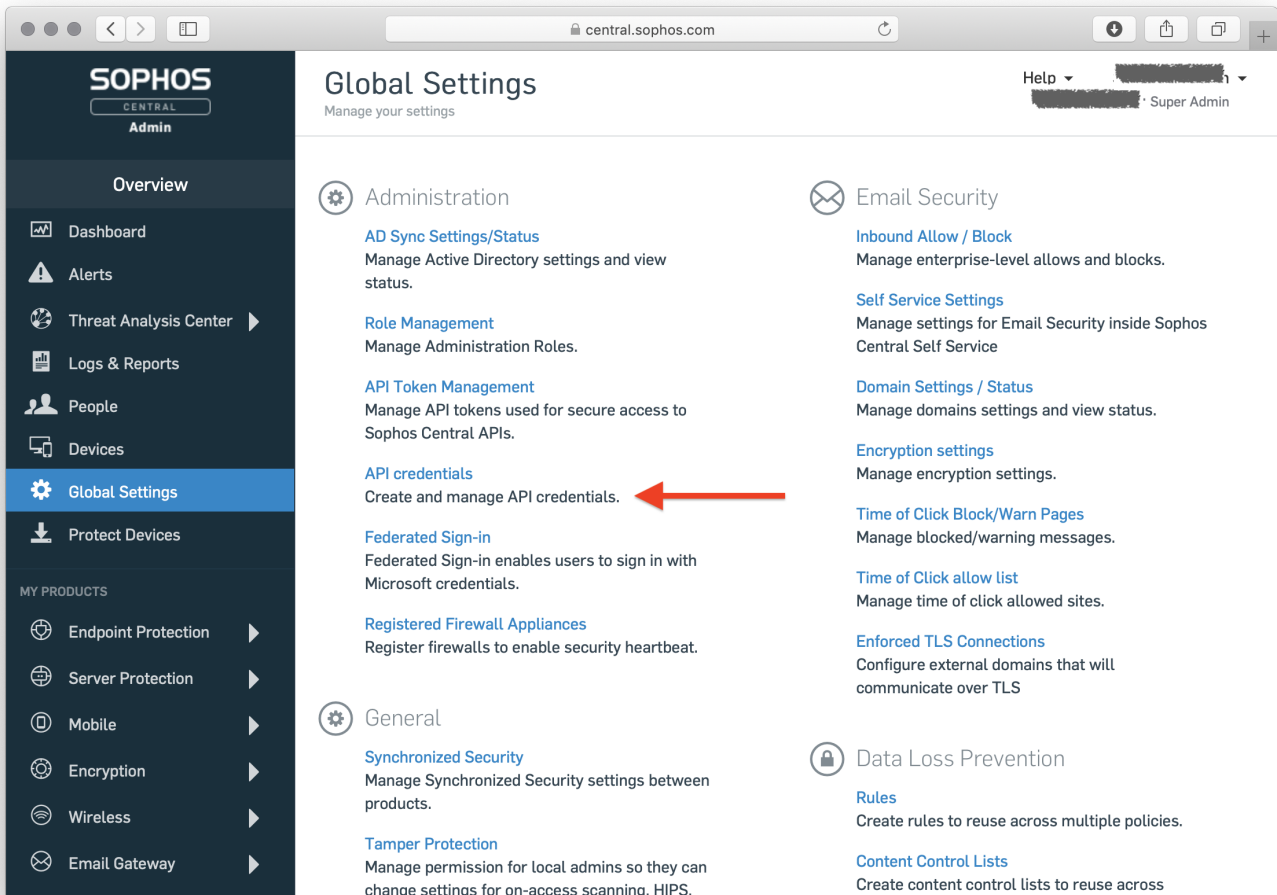 central.sophos.com
SOPHOS
CENTRAL
Admin
Overview
Dashboard
Alerts
Threat Analysis Center
Logs & Reports
People
Devices
Global Settings
Protect Devices
MY PRODUCTS
Endpoint Protection
Server Protection
Mobile
Encryption
Wireless
Email Gateway
Global Settings
Manage your settings
Help
· Super Admin
Administration
AD Sync Settings/Status
Manage Active Directory settings and view
status.
Role Management
Manage Administration Roles.
API Token Management
Manage API tokens used for secure access to
Sophos Central APIs.
API credentials
Create and manage API credentials.
Federated Sign-in
Federated Sign-in enables users to sign in with
Microsoft credentials.
Registered Firewall Appliances
Register firewalls to enable security heartbeat.
General
Synchronized Security
Manage Synchronized Security settings between
products.
Tamper Protection
Manage permission for local admins so they can
change settings for on-access scanning, HIPS,
Email Security
Inbound Allow / Block
Manage enterprise-level allows and blocks.
Self Service Settings
Manage settings for Email Security inside Sophos
Central Self Service
Domain Settings / Status
Manage domains settings and view status.
Encryption settings
Manage encryption settings.
Time of Click Block/Warn Pages
Manage blocked/warning messages.
Time of Click allow list
Manage time of click allowed sites.
Enforced TLS Connections
Configure external domains that will
communicate over TLS
Data Loss Prevention
Rules
Create rules to reuse across multiple policies.
Content Control Lists
Create content control lists to reuse across